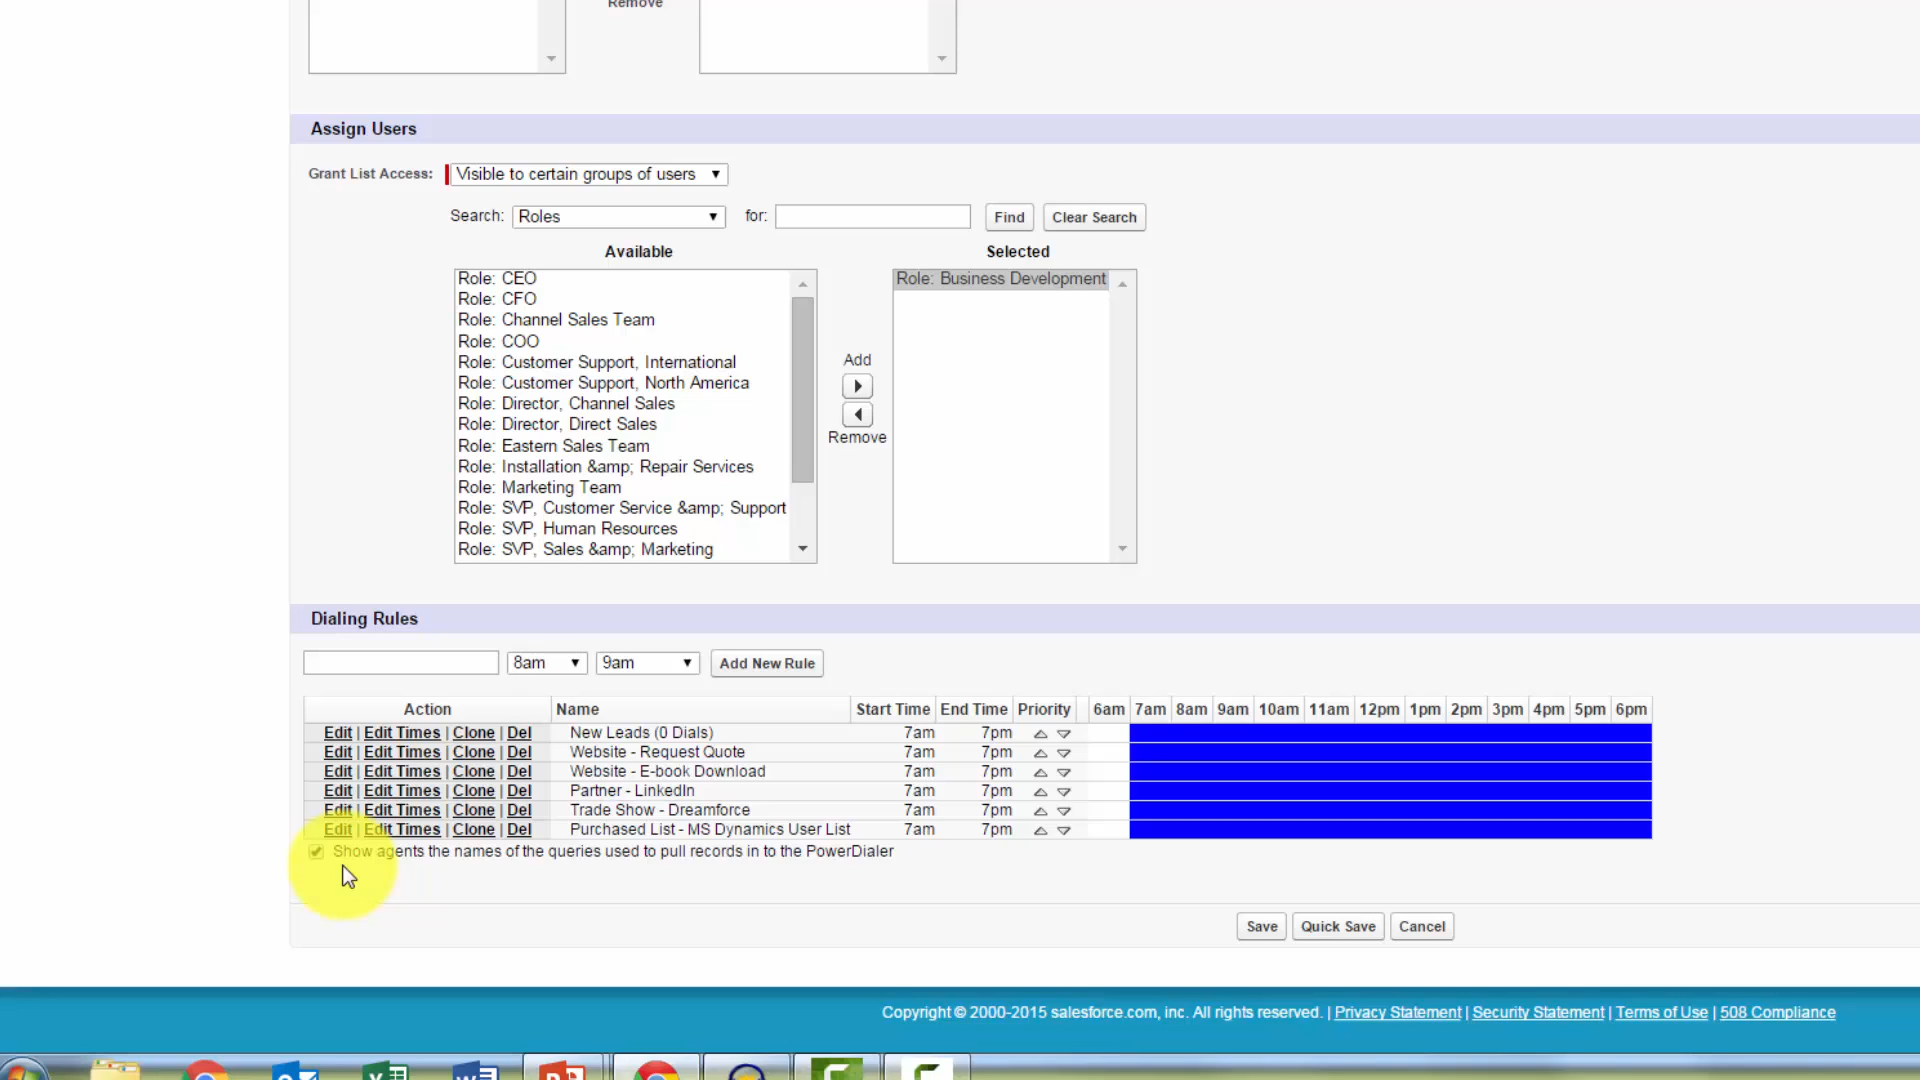 Remove
Assign Users
Grant List Access: Visible to certain groups of users
Search: Roles for: Find Clear Search
Available Selected
Role: CEO
Role: CFO
Role: Channel Sales Team
Role: COO
Role: Customer Support, International
Role: Customer Support, North America
Role: Director, Channel Sales
Role: Director, Direct Sales
Role: Eastern Sales Team
Role: Installation &amp; Repair Services
Role: Marketing Team
Role: SVP, Customer Service &amp; Support
Role: SVP, Human Resources
Role: SVP, Sales &amp; Marketing
Add
Remove
Role: Business Development
Dialing Rules
8am 9am Add New Rule
Action Name Start Time End Time Priority 6am 7am 8am 9am 10am 11am 12pm 1pm 2pm 3pm 4pm 5pm 6pm
Edit | Edit Times | Clone | Del New Leads (0 Dials) 7am 7pm
Edit | Edit Times | Clone | Del Website - Request Quote 7am 7pm
Edit | Edit Times | Clone | Del Website - E-book Download 7am 7pm
Edit | Edit Times | Clone | Del Partner - LinkedIn 7am 7pm
Edit | Edit Times | Clone | Del Trade Show - Dreamforce 7am 7pm
Edit | Edit Times | Clone | Del Purchased List - MS Dynamics User List 7am 7pm
Show agents the names of the queries used to pull records in to the PowerDialer
Save Quick Save Cancel
Copyright © 2000-2015 salesforce.com, inc. All rights reserved. | Privacy Statement | Security Statement | Terms of Use | 508 Compliance